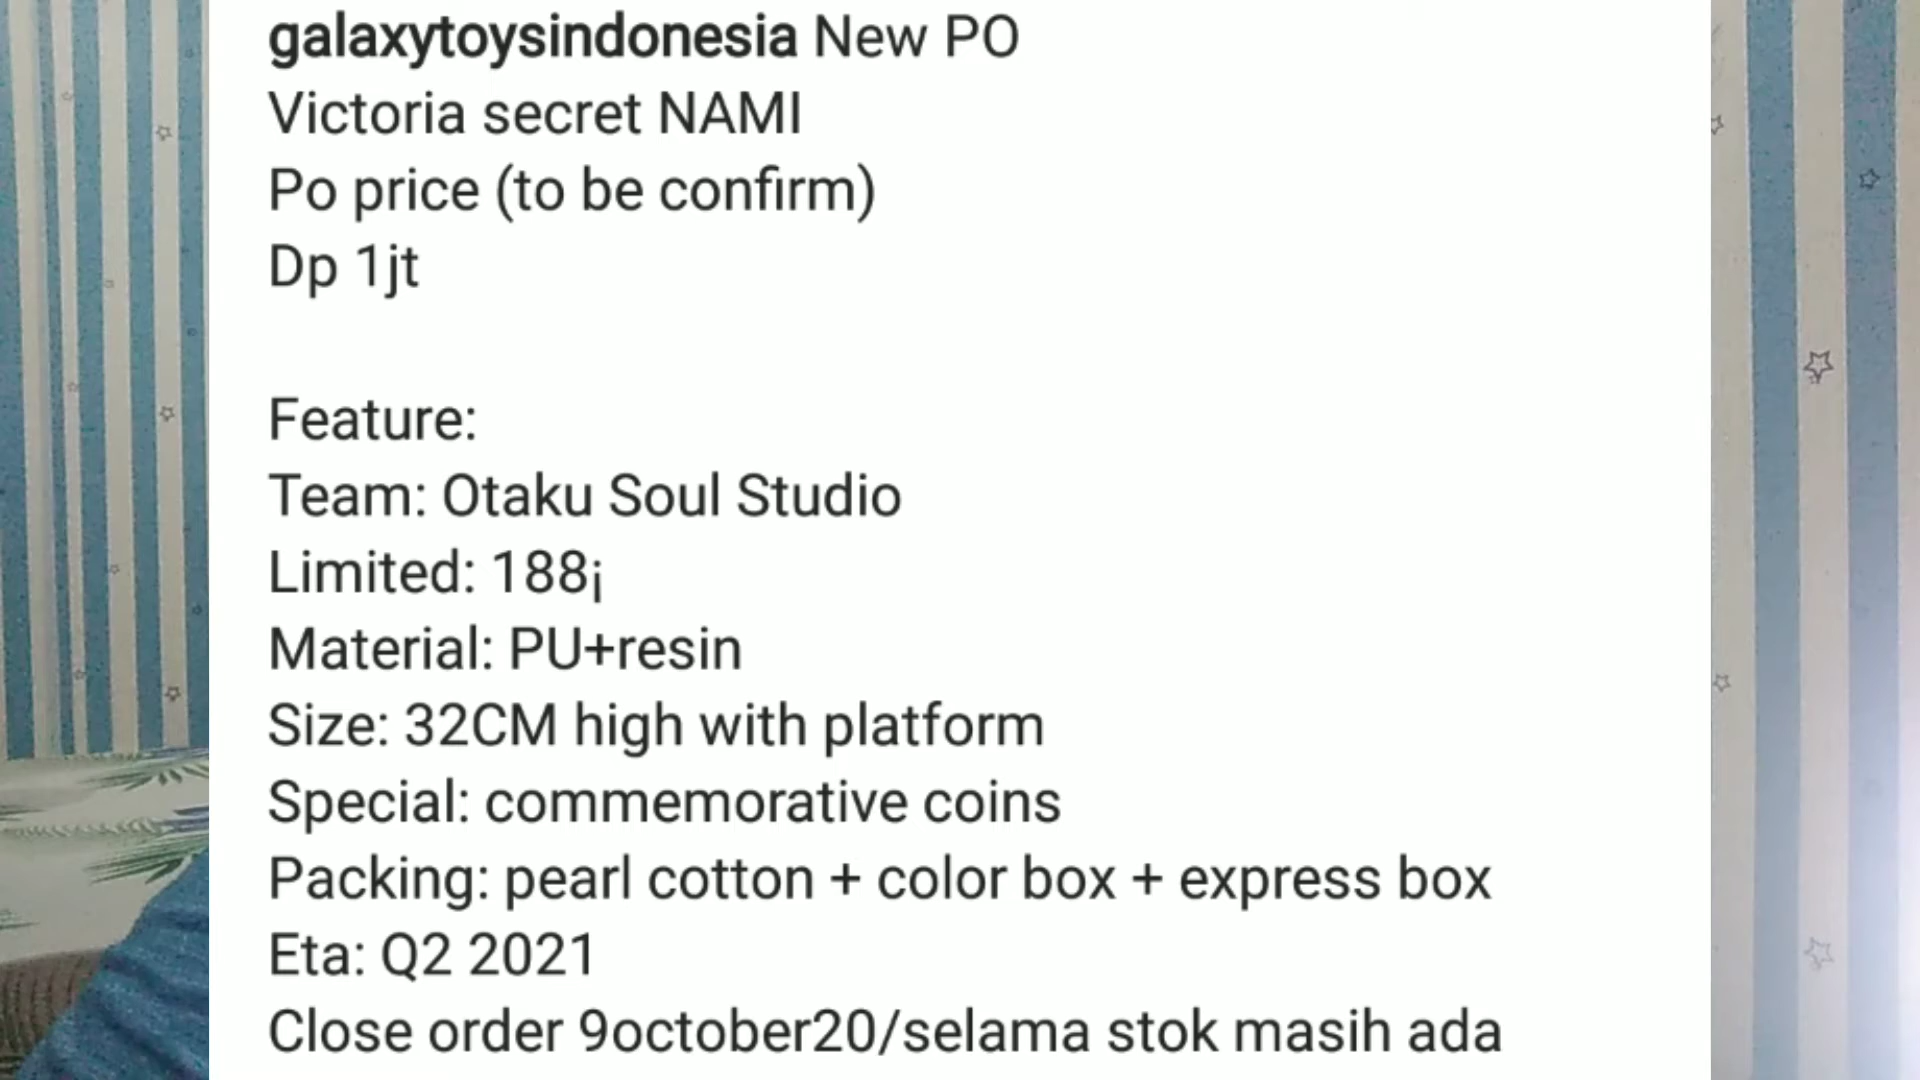 galaxytoysindonesia New PO
Victoria secret NAMI
Po price (to be confirm)
Dp 1jt
Feature:
Team: Otaku Soul Studio
Limited: 188¡
Material: PU+resin
Size: 32CM high with platform
Special: commemorative coins
Packing: pearl cotton + color box + express box
Eta: Q2 2021
Close order 9october20/selama stok masih ada